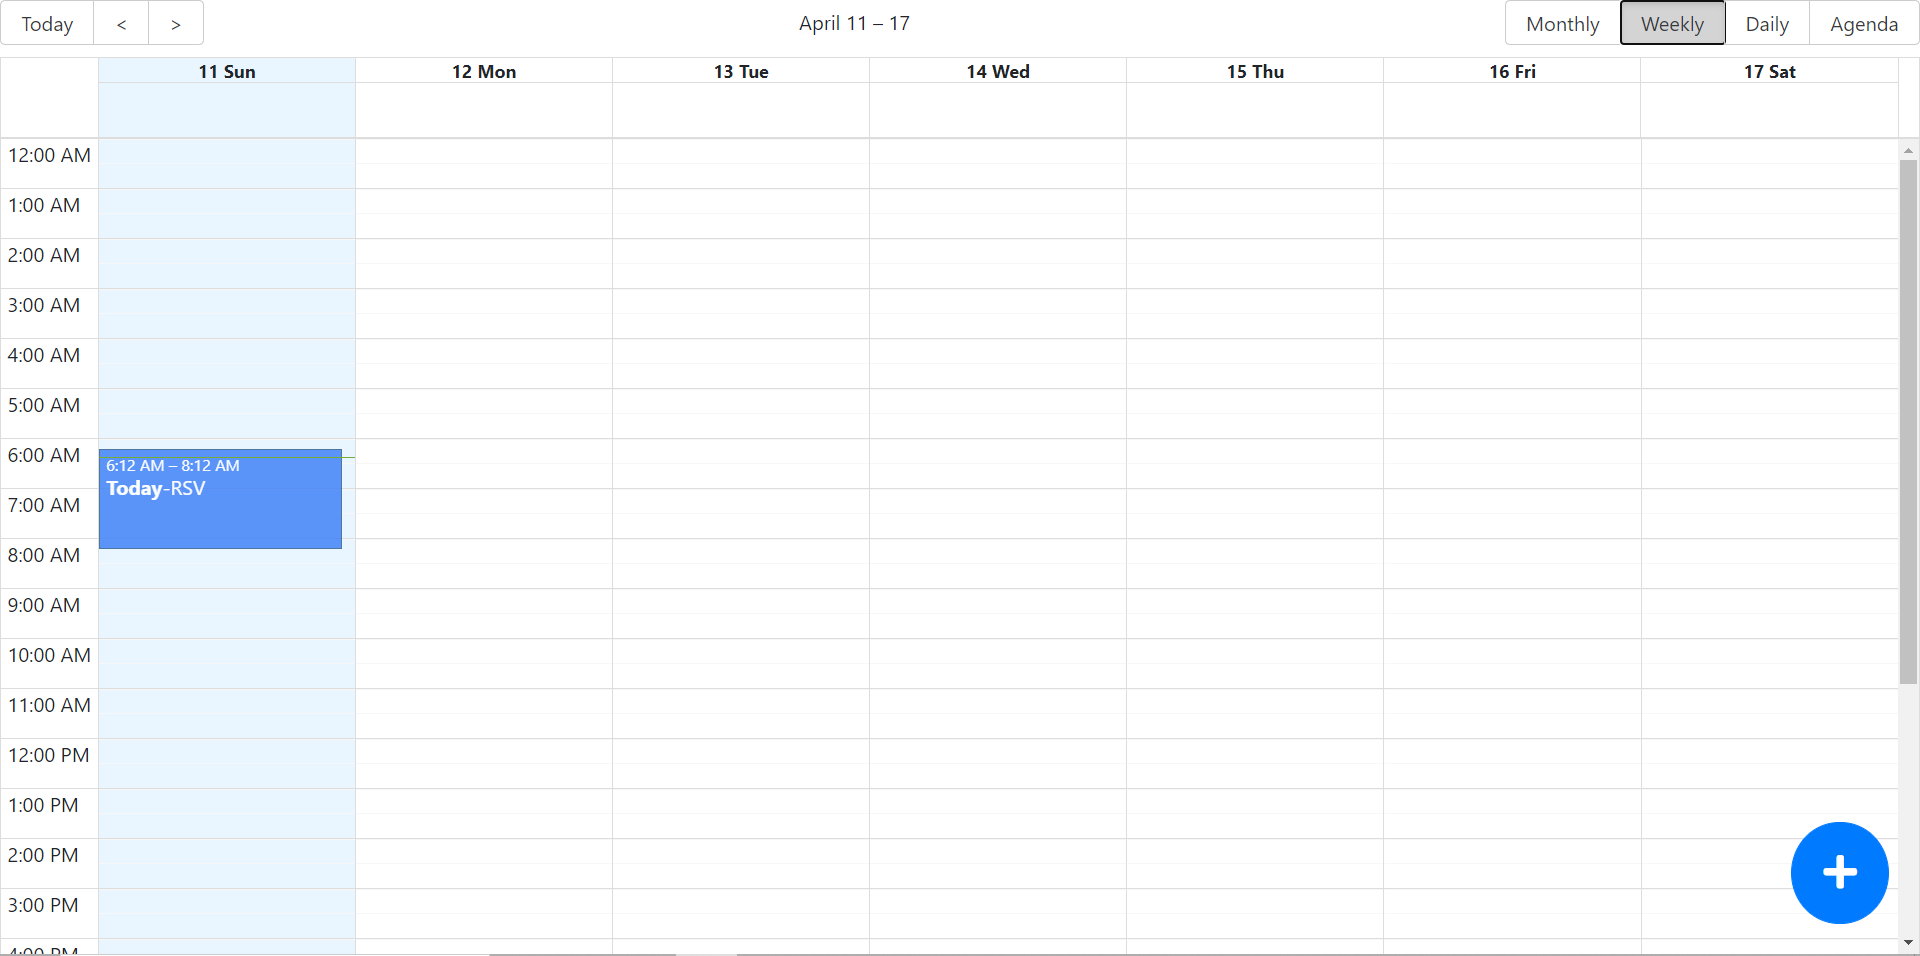 Today < > April 11 – 17 Monthly Weekly Daily Agenda
11 Sun 12 Mon 13 Tue 14 Wed 15 Thu 16 Fri 17 Sat
12:00 AM
1:00 AM
2:00 AM
3:00 AM
4:00 AM
5:00 AM
6:00 AM
6:12 AM – 8:12 AM
Today-RSV
7:00 AM
8:00 AM
9:00 AM
10:00 AM
11:00 AM
12:00 PM
1:00 PM
2:00 PM
3:00 PM
4:00 PM